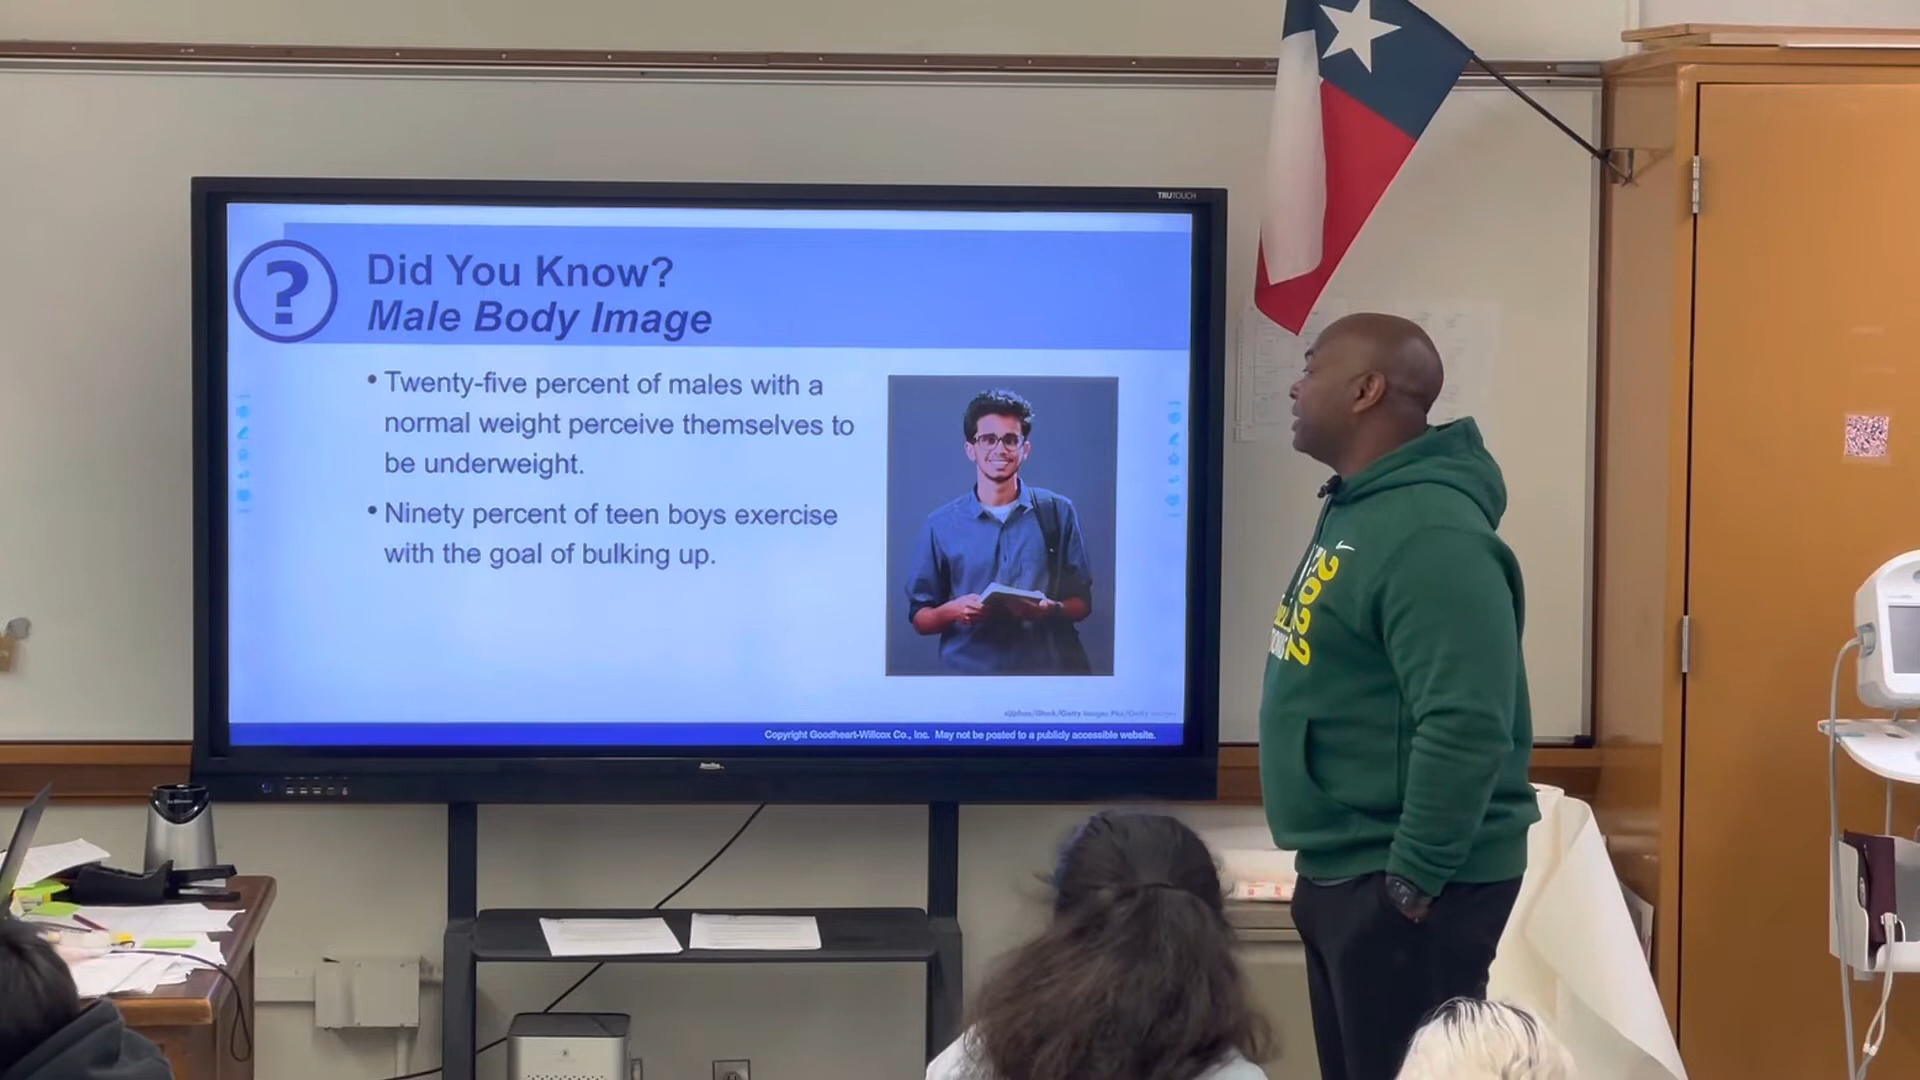 TRUTOUCH
Did You Know?
Male Body Image
• Twenty-five percent of males with a
normal weight perceive themselves to
be underweight.
• Ninety percent of teen boys exercise
with the goal of bulking up.
Copyright Goodheart-Willcox Co., Inc. May not be posted to a publicly accessible website.
2022